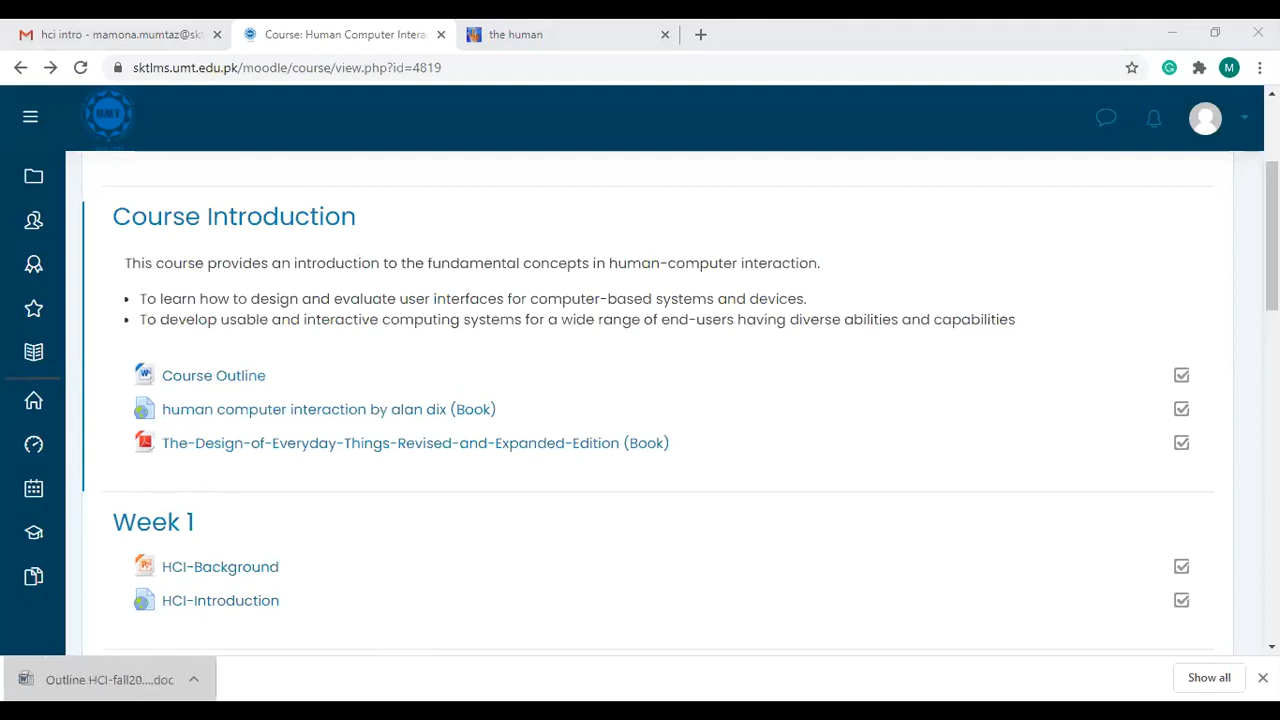 hci intro - mamona.mumtaz@sk
Course: Human Computer Intera
the human
sktlms.umt.edu.pk/moodle/course/view.php?id=4819
M
UMT
Course Introduction
This course provides an introduction to the fundamental concepts in human-computer interaction.
• To learn how to design and evaluate user interfaces for computer-based systems and devices.
• To develop usable and interactive computing systems for a wide range of end-users having diverse abilities and capabilities
Course Outline
human computer interaction by alan dix (Book)
The-Design-of-Everyday-Things-Revised-and-Expanded-Edition (Book)
Week 1
HCI-Background
HCI-Introduction
Outline HCI-fall20....doc
Show all